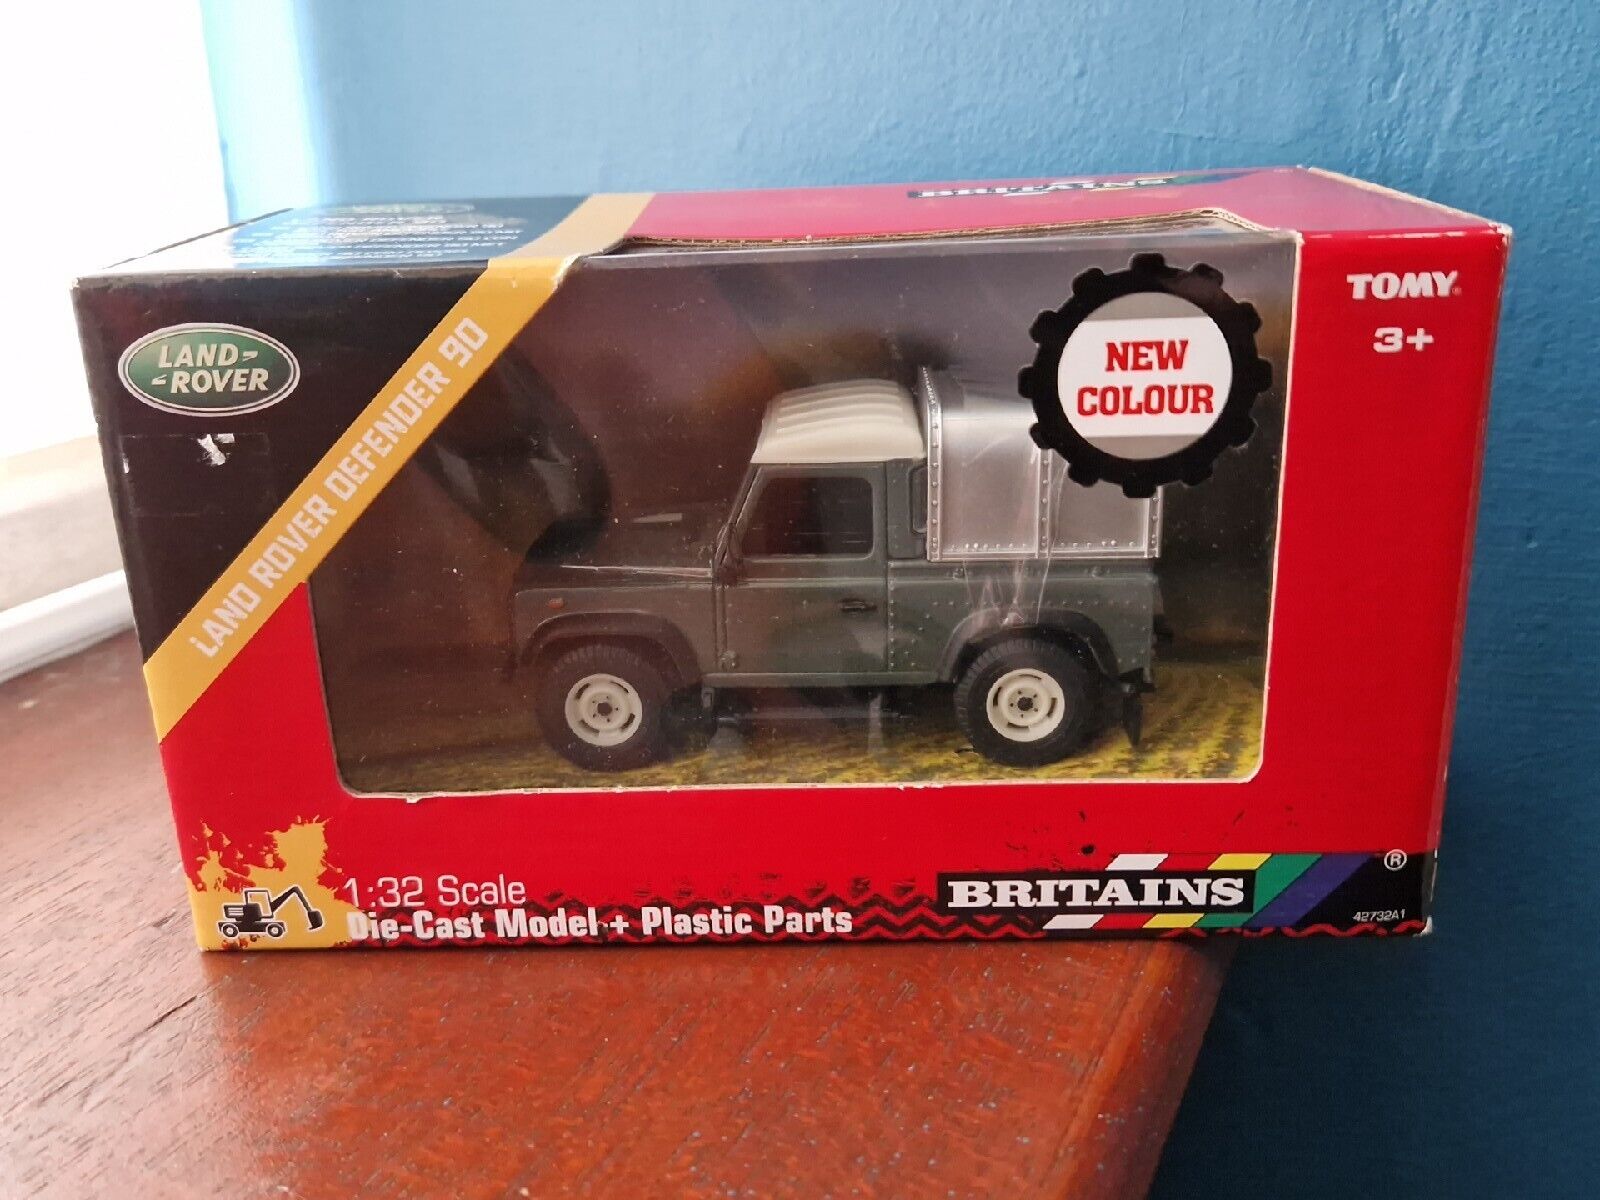 BRITAINS
LAND-
-ROVER
LAND ROVER DEFENDER 90
NEW
COLOUR
TOMY
3+
1:32 Scale
Die-Cast Model + Plastic Parts
BRITAINS ®
42732A1